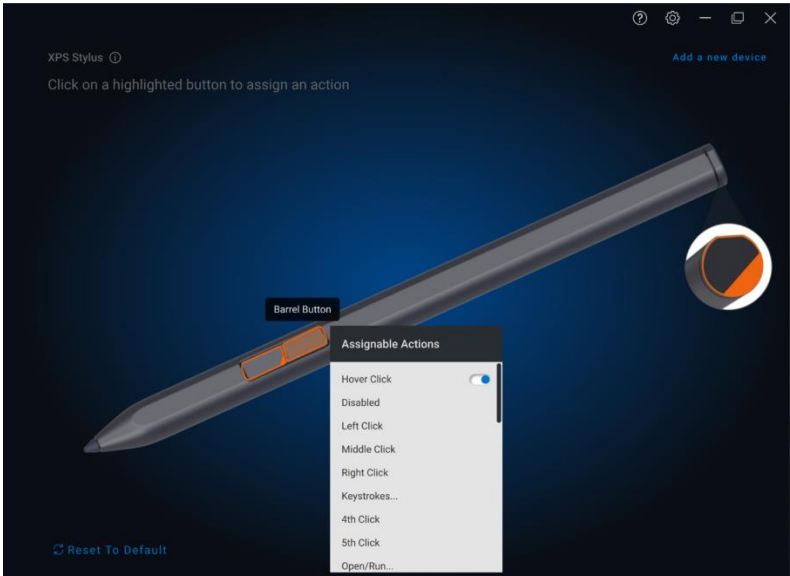 XPS Stylus
Add a new device
Click on a highlighted button to assign an action
Barrel Button
Assignable Actions
Hover Click
Disabled
Left Click
Middle Click
Right Click
Keystrokes...
4th Click
5th Click
Open/Run...
Reset To Default